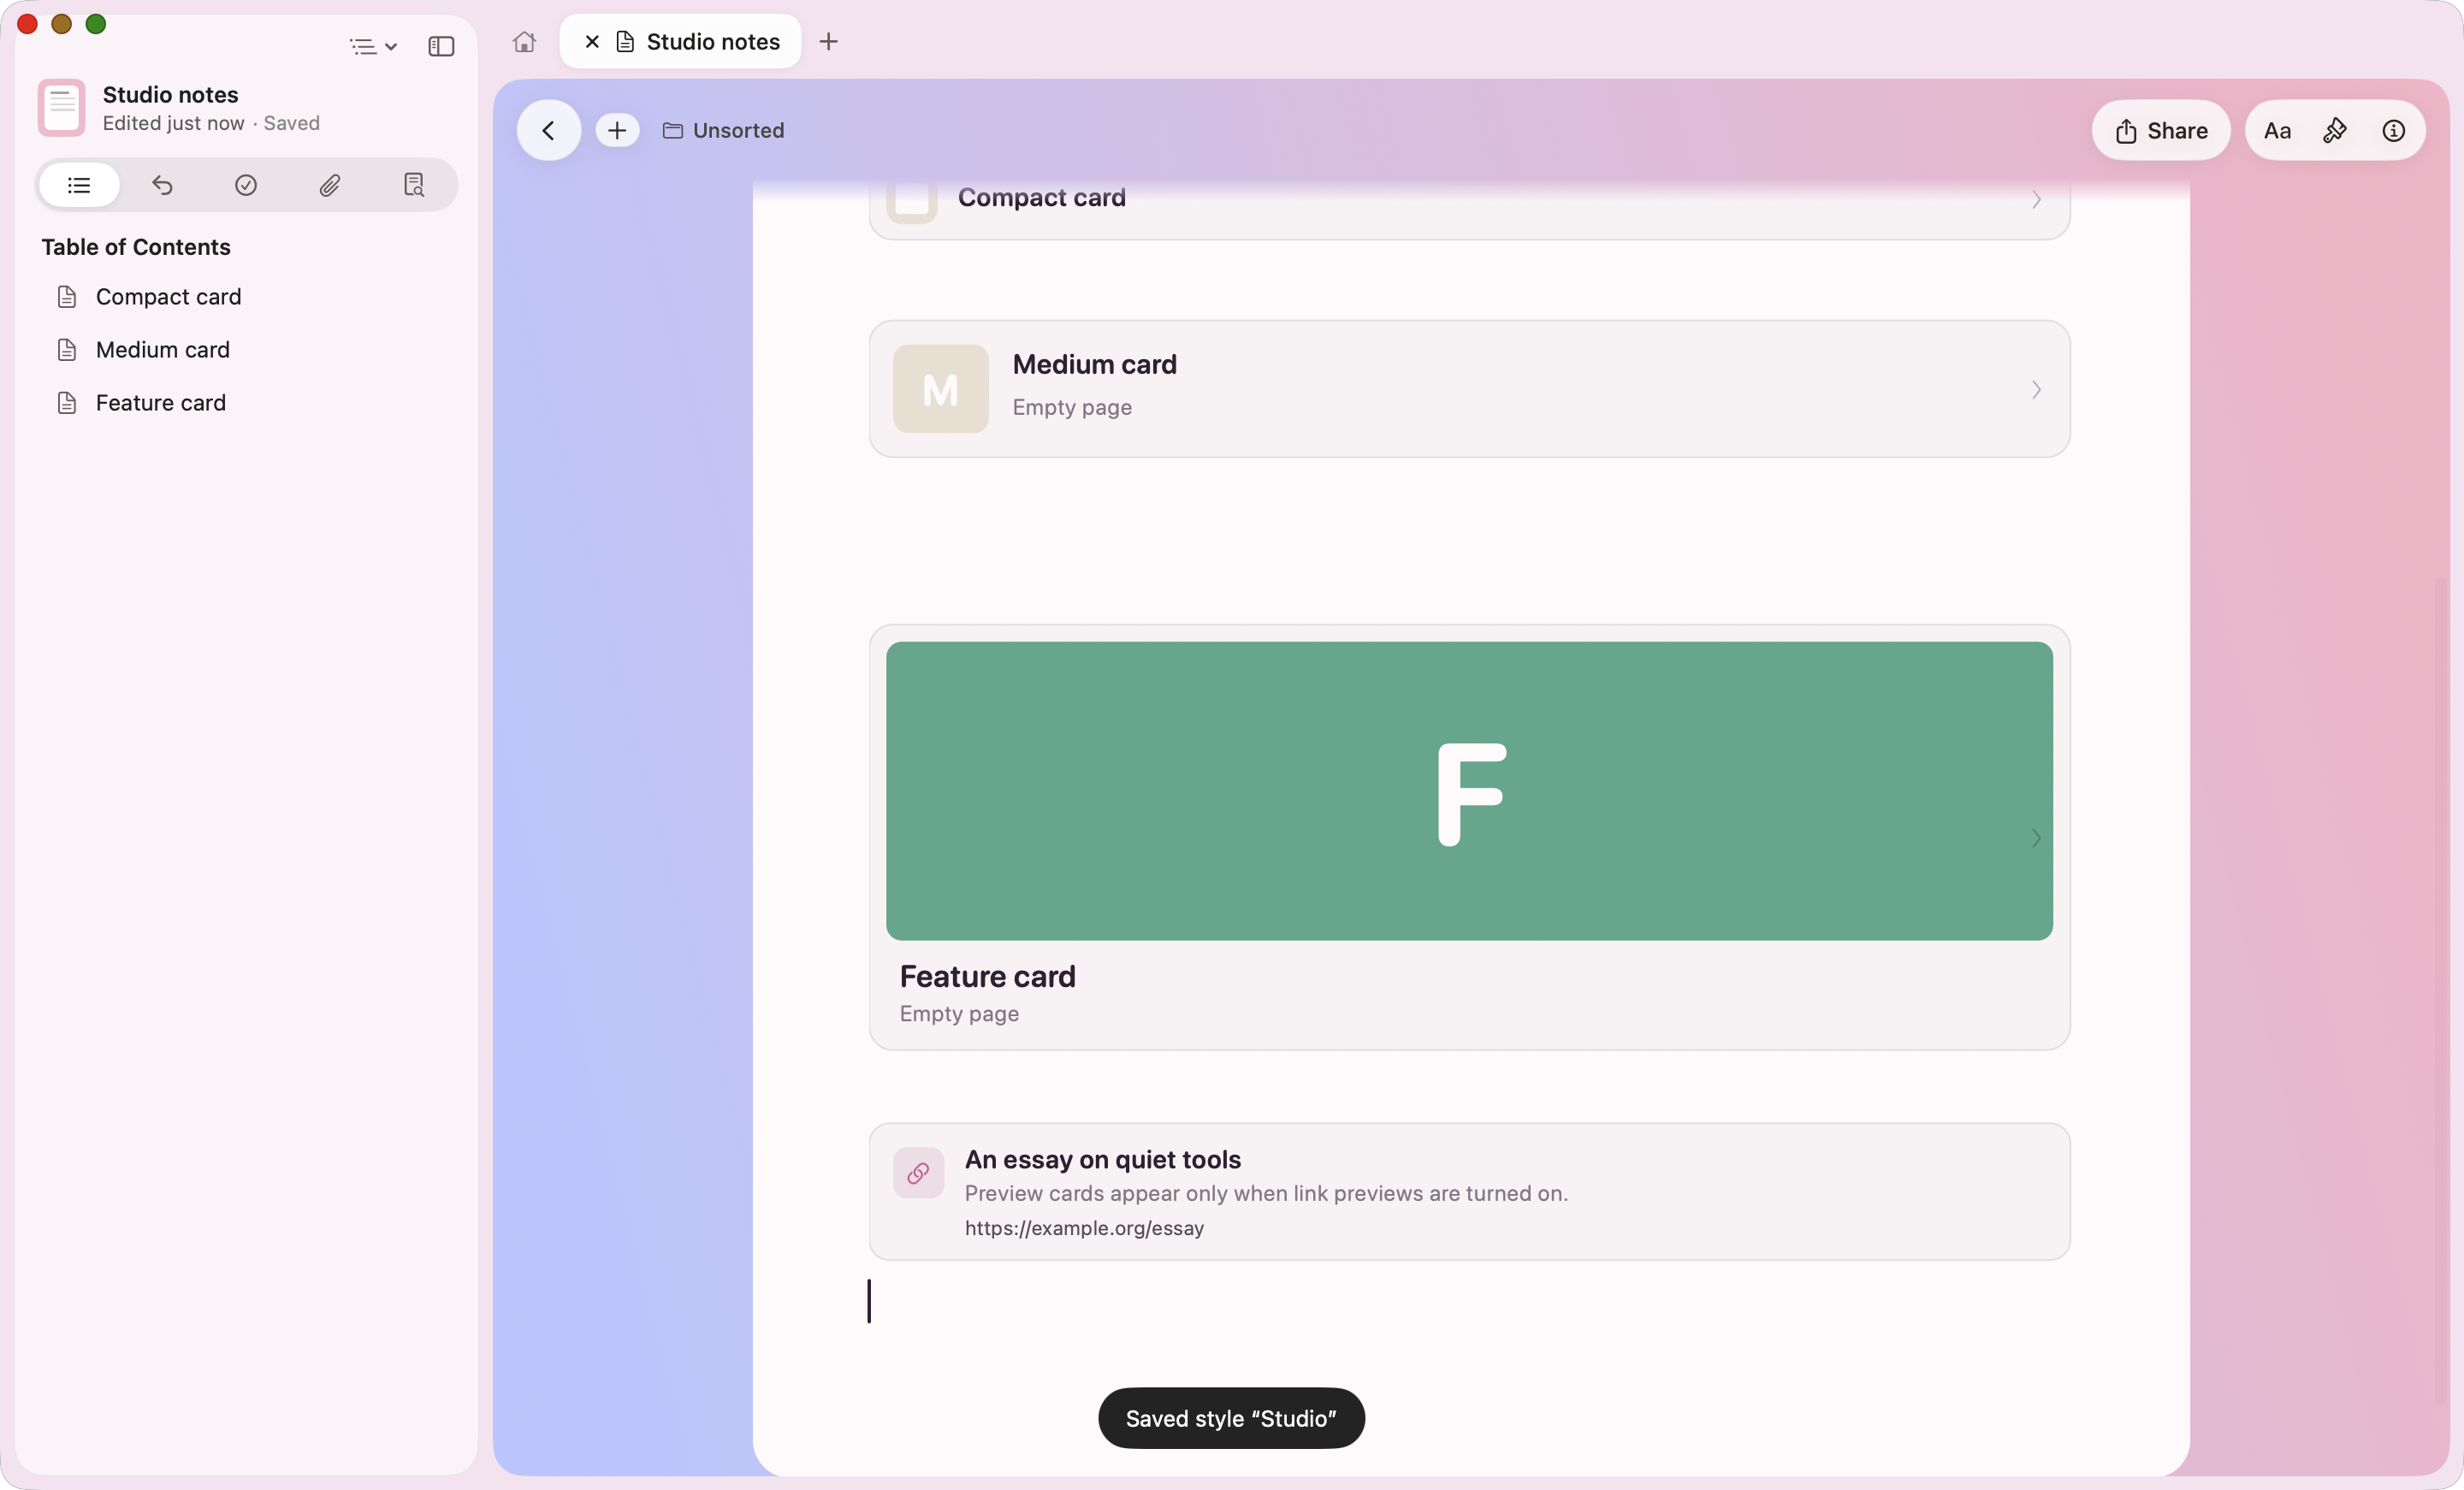 Studio notes
Studio notes
Edited just now · Saved
Unsorted
Share
Aa
Table of Contents
Compact card
Medium card
Feature card
Compact card
M
Medium card
Empty page
F
Feature card
Empty page
An essay on quiet tools
Preview cards appear only when link previews are turned on.
https://example.org/essay
Saved style “Studio”